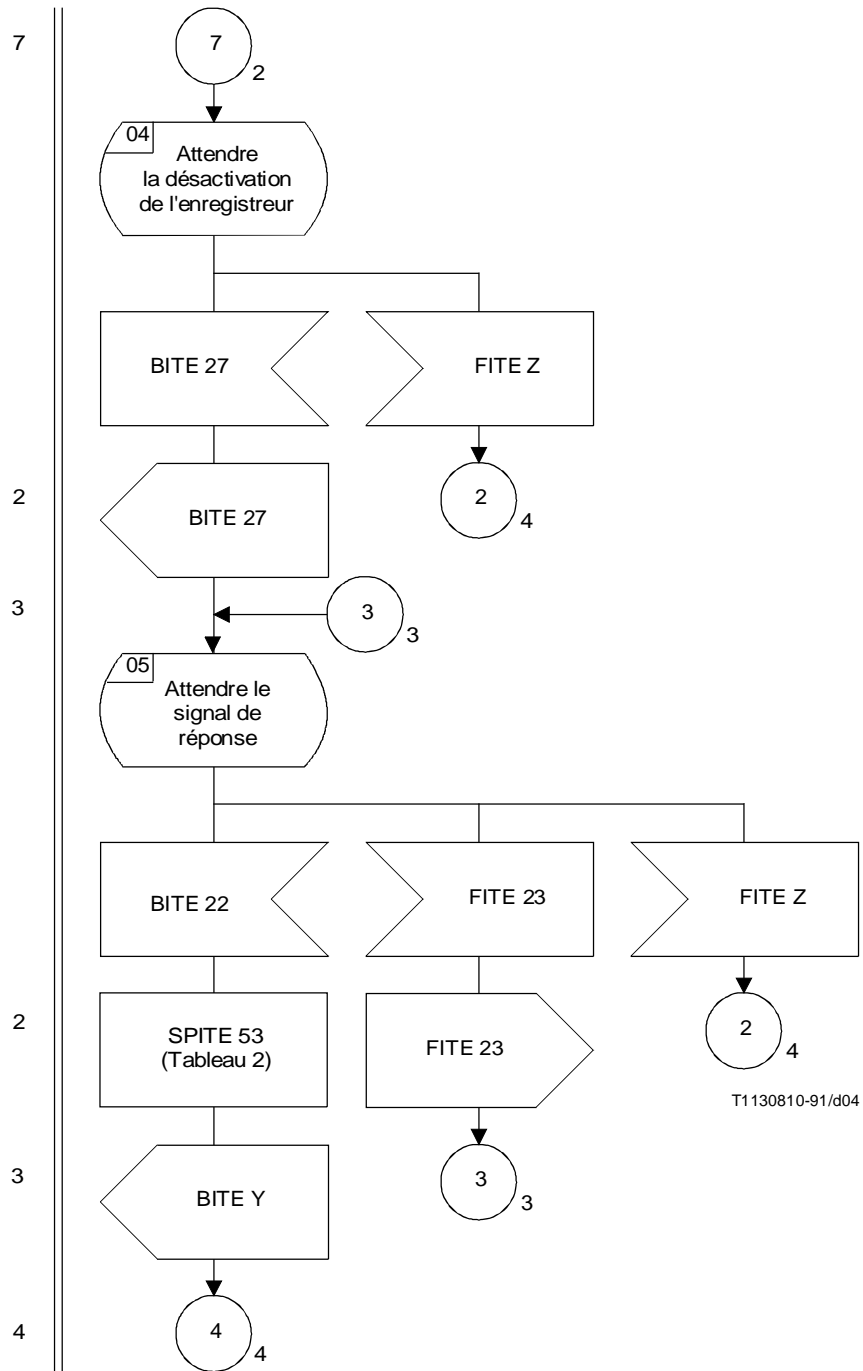 7
7
2
04
Attendre
la désactivation
de l'enregistreur
BITE 27
FITE Z
2
BITE 27
2
4
3
3
3
05
Attendre le
signal de
réponse
BITE 22
FITE 23
FITE Z
2
SPITE 53
(Tableau 2)
FITE 23
2
4
T1130810-91/d04
3
BITE Y
3
3
4
4
4